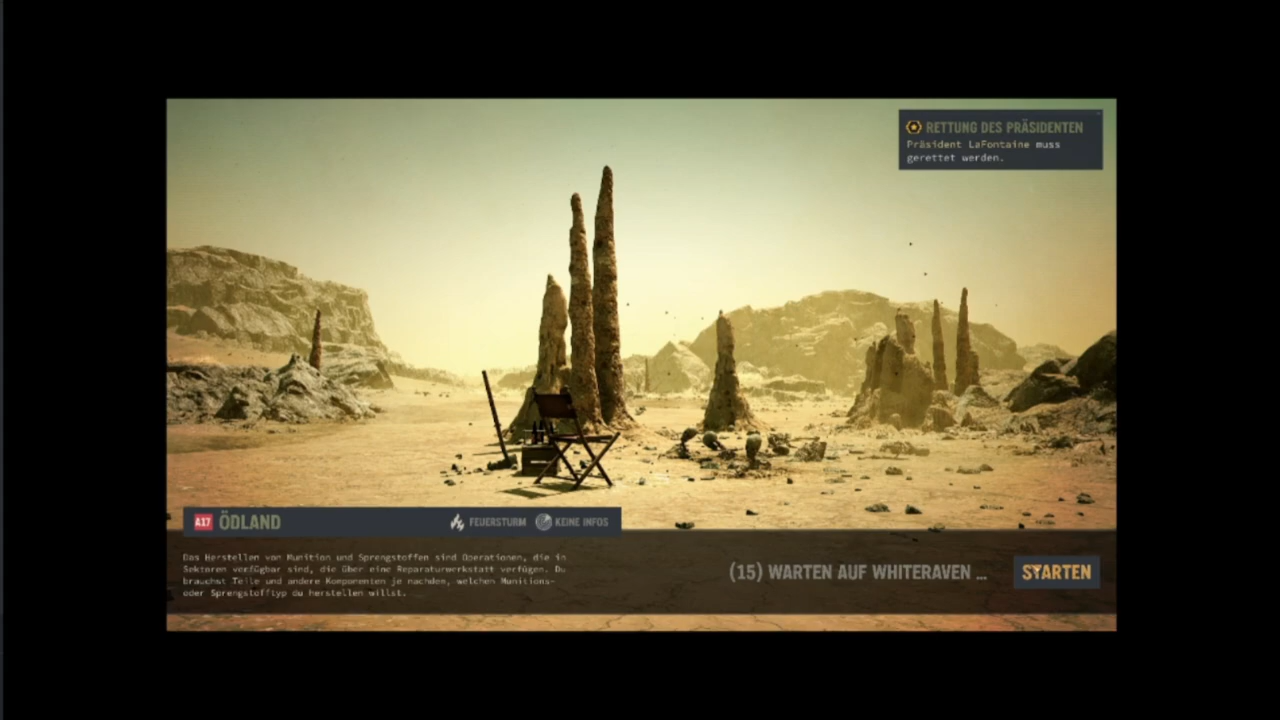 RETTUNG DES PRÄSIDENTEN
Präsident LaFontaine muss
gerettet werden.
A17 ÖDLAND
FEUERSTURM KEINE INFOS
Das Herstellen von Munition und Sprengstoffen sind Operationen, die in
Sektoren verfügbar sind, die über eine Reparaturwerkstatt verfügen. Du
brauchst Teile und andere Komponenten je nachdem, welchen Munitions-
oder Sprengstofftyp du herstellen willst.
(15) WARTEN AUF WHITERAVEN ...
STARTEN